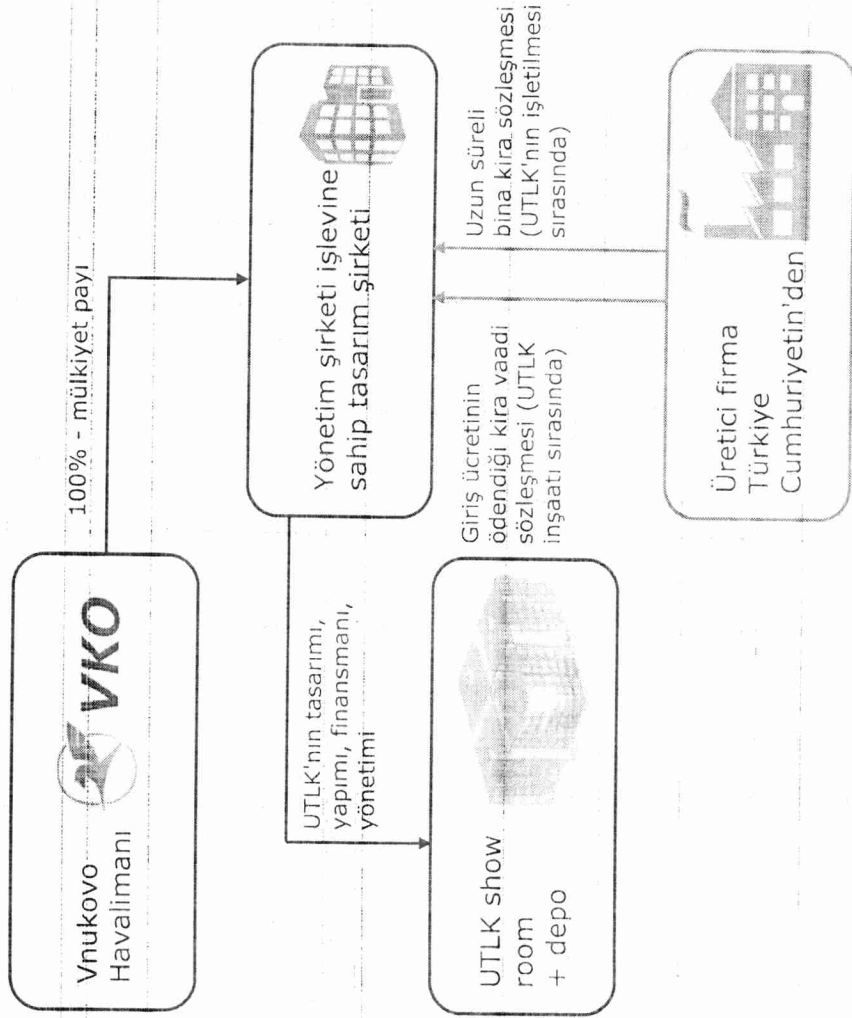 Vnukovo
Havalimanı
VKO
100% - mülkiyet payı
Yönetim şirketi işlevine
sahip tasarım şirketi
UTLK'nın tasarımı,
yapımı, finansmanı,
yönetimi
UTLK show
room
+ depo
Giriş ücretinin
ödendiği kira vaadi
sözleşmesi (UTLK
inşaatı sırasında)
Uzun süreli
bina kira sözleşmesi
(UTLK'nın işletilmesi
sırasında)
Üretici firma
Türkiye
Cumhuriyetin'den